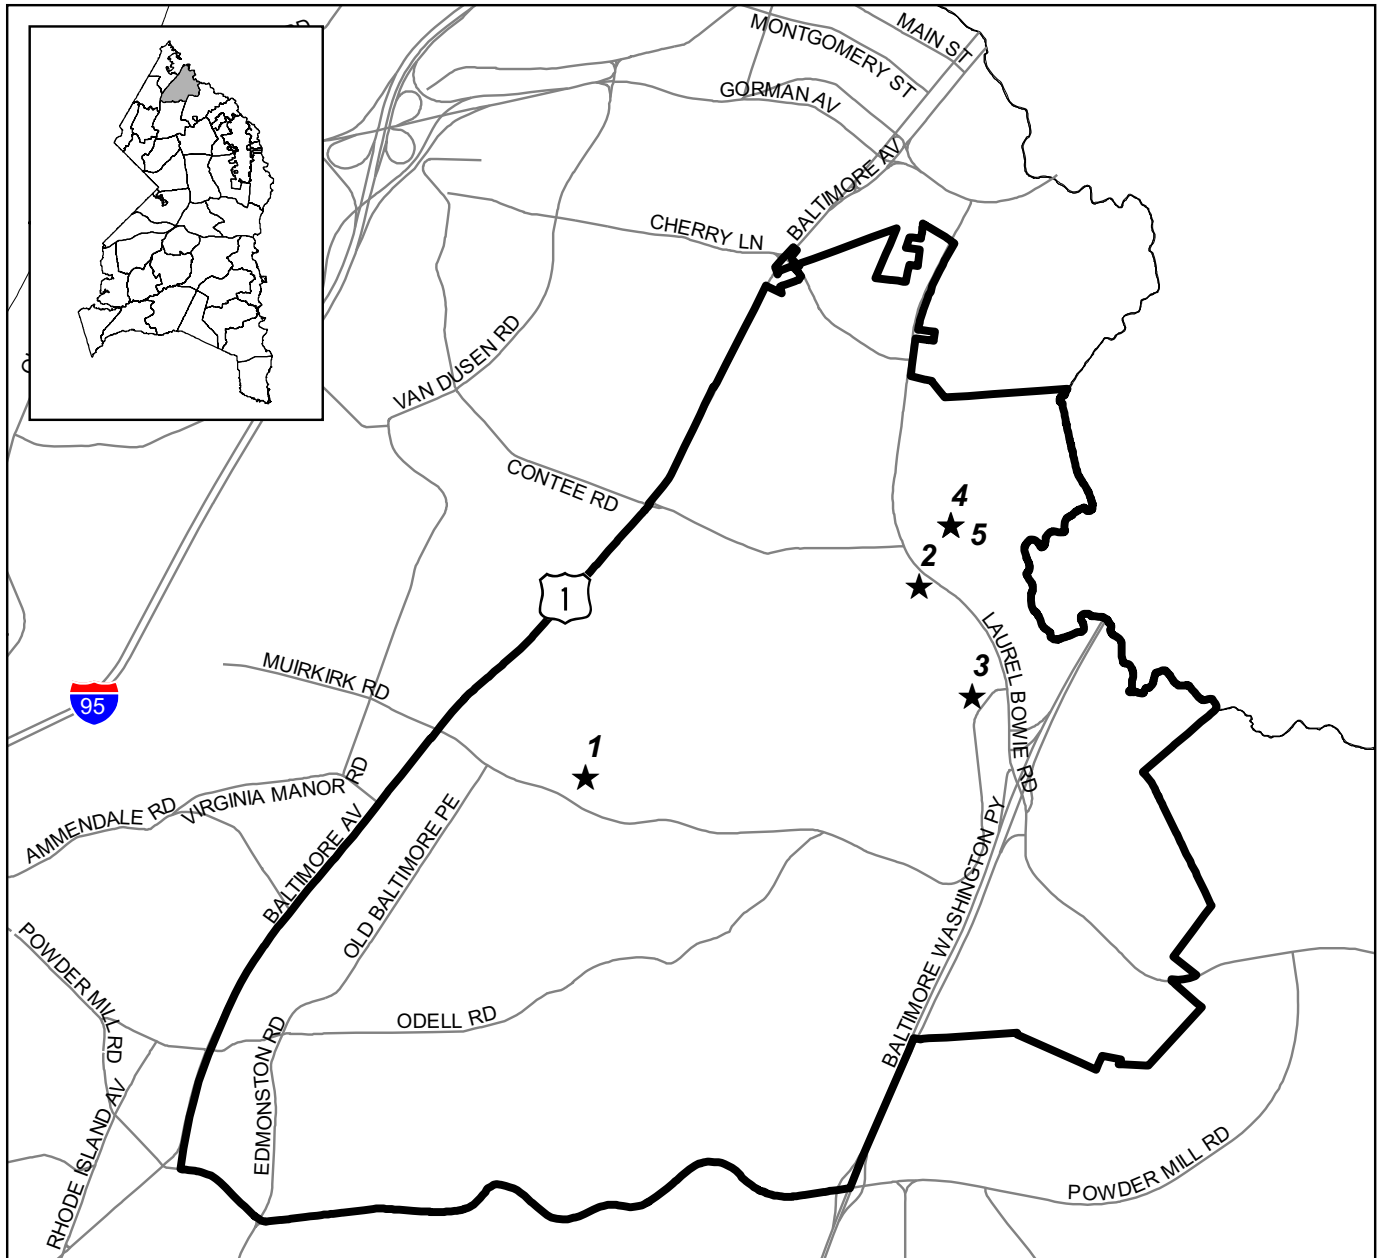 RD
MAIN ST
MONTGOMERY ST
GORMAN AV
BALTIMORE AV
CHERRY LN
VAN DUSEN RD
CONTEE RD
4
5
2
1
LAUREL BOWIE RD
MUIRKIRK RD
3
95
1
VIRGINIA MANOR RD
AMMENDALE RD
BALTIMORE AV
OLD BALTIMORE PE
BALTIMORE WASHINGTON PY
POWDER MILL RD
ODELL RD
EDMONSTON RD
RHODE ISLAND AV
POWDER MILL RD